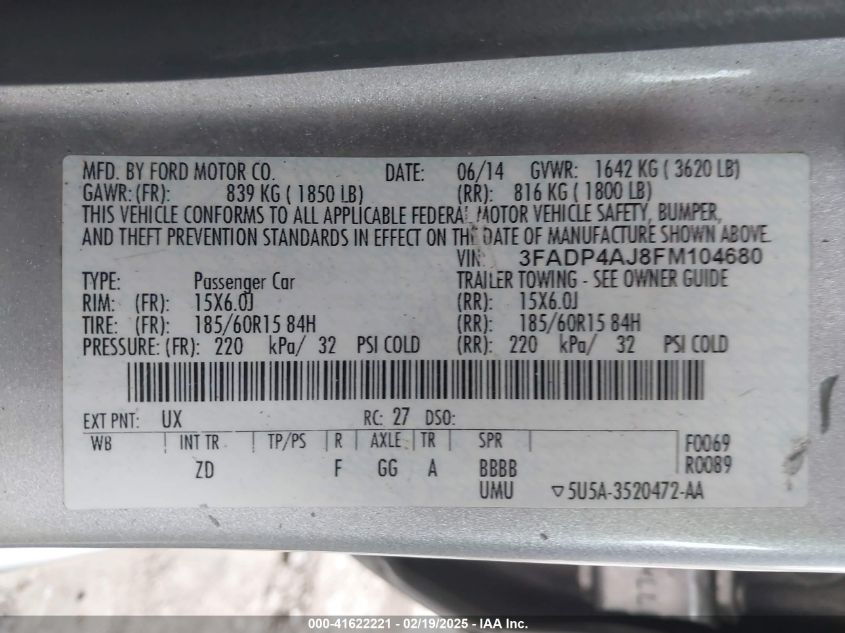 MFD. BY FORD MOTOR CO. DATE: 06/14 GVWR: 1642 KG ( 3620 LB)
GAWR: (FR): 839 KG ( 1850 LB) (RR): 816 KG ( 1800 LB)
THIS VEHICLE CONFORMS TO ALL APPLICABLE FEDERAL MOTOR VEHICLE SAFETY, BUMPER,
AND THEFT PREVENTION STANDARDS IN EFFECT ON THE DATE OF MANUFACTURE SHOWN ABOVE.
VIN: 3FADP4AJ8FM104680
TYPE: Passenger Car TRAILER TOWING - SEE OWNER GUIDE
RIM: (FR): 15X6.0J (RR): 15X6.0J
TIRE: (FR): 185/60R15 84H (RR): 185/60R15 84H
PRESSURE: (FR): 220 kPa/ 32 PSI COLD (RR): 220 kPa/ 32 PSI COLD
EXT PNT: UX RC: 27 DSO:
WB INT TR TP/PS R AXLE TR SPR F0069
ZD F GG A BBBB R0089
UMU ▽5U5A-3520472-AA
000-41622221 - 02/19/2025 - IAAI Inc.